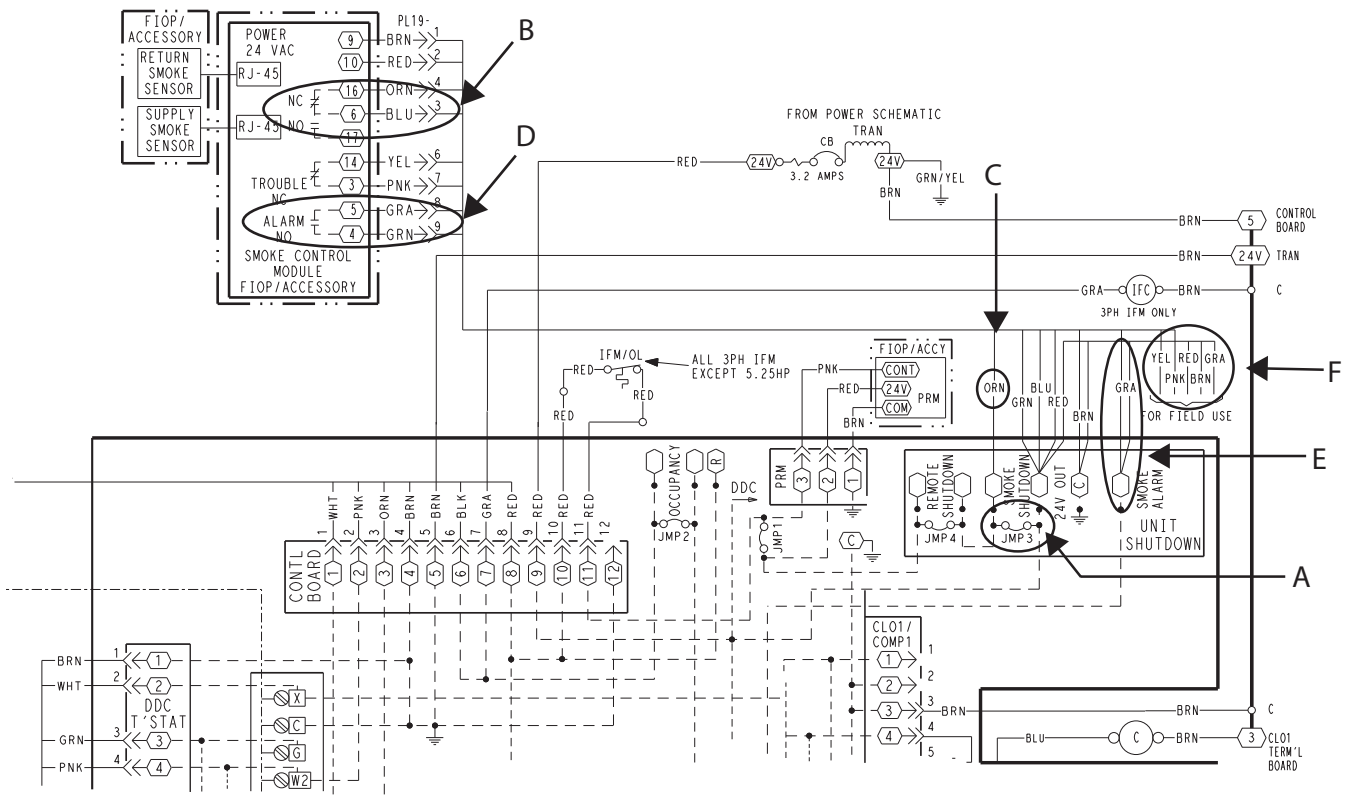 FIOP/
ACCESSORY
RETURN
SMOKE
SENSOR
SUPPLY
SMOKE
SENSOR
POWER
24 VAC
RJ-45
RJ-45
NC
NO
TROUBLE
NC
ALARM
NO
SMOKE CONTROL
MODULE
FIOP/ACCESSORY
PL19-
9 BRN 1
10 RED 2
16 ORN 4
6 BLU 3
17
14 YEL 6
3 PNK 7
5 GRA 8
4 GRN 9
B
D
FROM POWER SCHEMATIC
TRAN
CB
RED
24V
3.2 AMPS
24V
GRN/YEL
BRN
C
BRN
5
CONTROL
BOARD
BRN
24V
TRAN
GRA
IFC
BRN
C
3PH IFM ONLY
IFM/OL
RED
RED
RED
RED
ALL 3PH IFM
EXCEPT 5.25HP
FIOP/ACCY
PNK
CONT
RED
24V
PRM
BRN
COM
ORN
GRN
BLU
RED
BRN
GRA
YEL RED GRA
PNK BRN
FOR FIELD USE
F
E
A
OCCUPANCY
R
JMP2
DDC
PRM
3 2 1
JMP1
C
REMOTE
SHUTDOWN
SMOKE
SHUTDOWN
24V OUT
C
SMOKE
ALARM
JMP4
JMP3
UNIT
SHUTDOWN
WHT PNK ORN BRN BRN BLK GRA RED RED RED RED
1 2 3 4 5 6 7 8 9 10 11 12
CONTL
BOARD
1 2 3 4 5 6 7 8 9 10 11 12
BRN 1 1
WHT 2 2
DDC
T'STAT
GRN 3 3
PNK 4 4
X
C
G
W2
CLO1/
COMP1
1 1
2 2
3 3
4 4
5
BRN
BRN
C
BLU
C
BRN
3
CLO1
TERM'L
BOARD